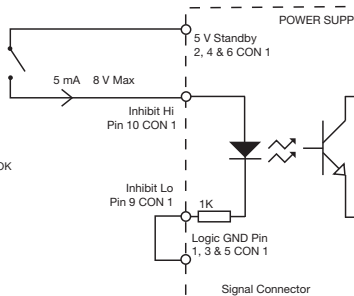 POWER SUPP
5 V Standby
2, 4 & 6 CON 1
5 mA 8 V Max
Inhibit Hi
Pin 10 CON 1
OK
Inhibit Lo
Pin 9 CON 1
1K
Logic GND Pin
1, 3 & 5 CON 1
Signal Connector